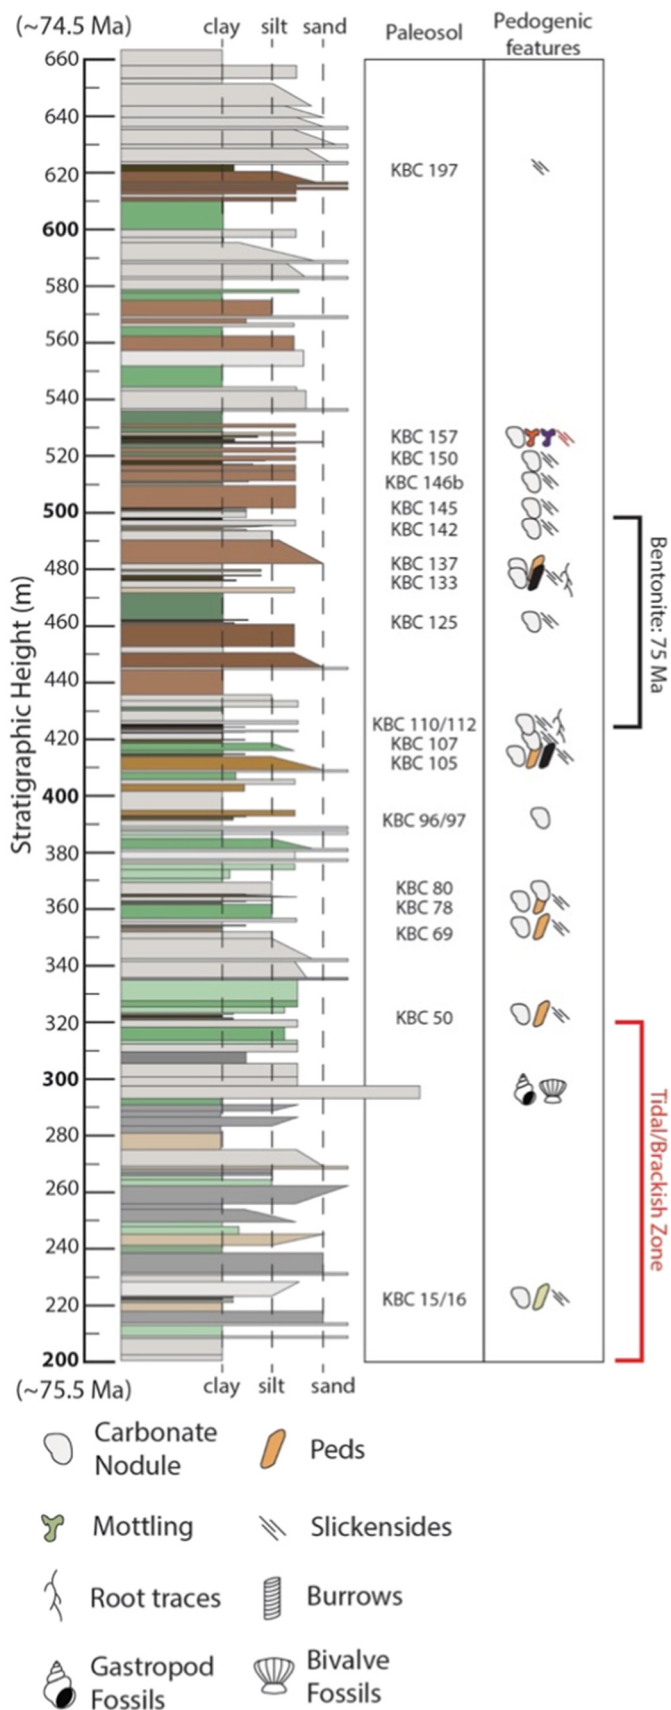 (~74.5 Ma)
clay silt sand
Paleosol
Pedogenic
features
660
640
620
600
580
560
540
520
500
480
460
440
420
400
380
360
340
320
300
280
260
240
220
200
Stratigraphic Height (m)
KBC 197
KBC 157
KBC 150
KBC 146b
KBC 145
KBC 142
KBC 137
KBC 133
KBC 125
KBC 110/112
KBC 107
KBC 105
KBC 96/97
KBC 80
KBC 78
KBC 69
KBC 50
KBC 15/16
Bentonite: 75 Ma
Tidal/Brackish Zone
(~75.5 Ma)
clay silt sand
Carbonate
Nodule
Peds
Mottling
Slickensides
Root traces
Burrows
Gastropod
Fossils
Bivalve
Fossils